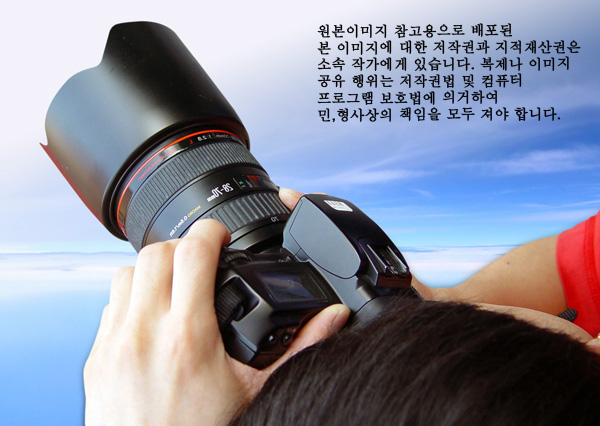 원본이미지 참고용으로 배포된
본 이미지에 대한 저작권과 지적재산권은
소속 작가에게 있습니다. 복제나 이미지
공유 행위는 저작권법 및 컴퓨터
프로그램 보호법에 의거하여
민,형사상의 책임을 모두 져야 합니다.
28-70mm
70